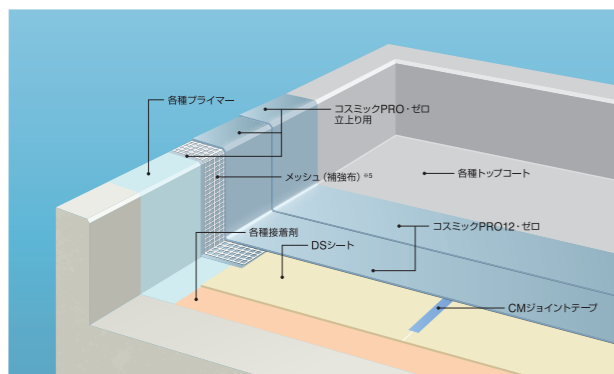 各種プライマー
コスミックPRO・ゼロ
立上り用
メッシュ（補強布）※5
各種トップコート
各種接着剤
コスミックPRO12・ゼロ
DSシート
CMジョイントテープ